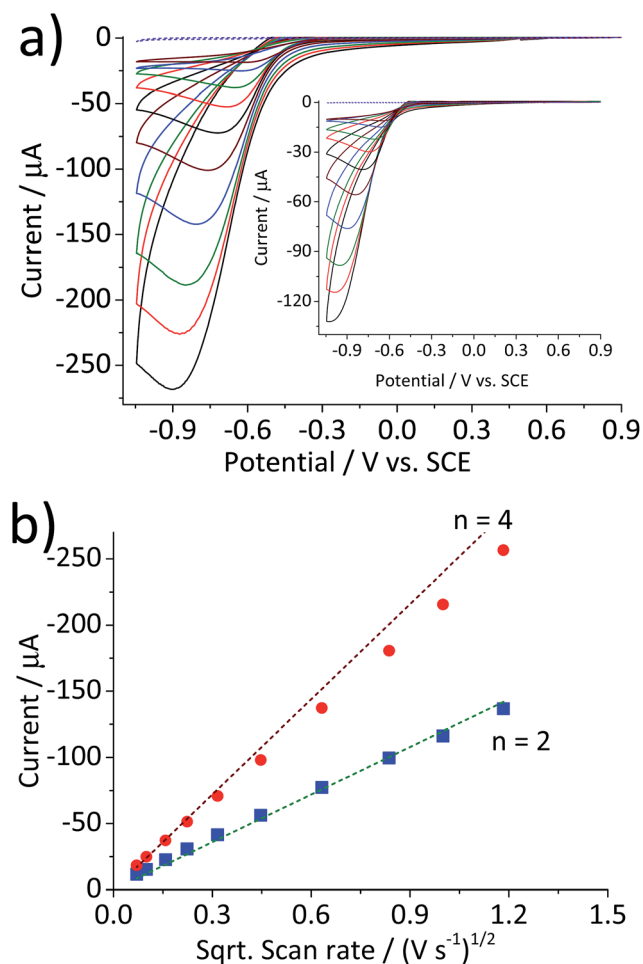 a)
0
-50
-100
-150
-200
-250
Current / μA
-0.9 -0.6 -0.3 0.0 0.3 0.6 0.9
Potential / V vs. SCE
0
-30
-60
-90
-120
Current / μA
-0.9 -0.6 -0.3 0.0 0.3 0.6 0.9
Potential / V vs. SCE
b)
n = 4
-250
-200
-150
-100
-50
0
Current / μA
n = 2
0.0 0.3 0.6 0.9 1.2 1.5
Sqrt. Scan rate / (V s⁻¹)¹/²